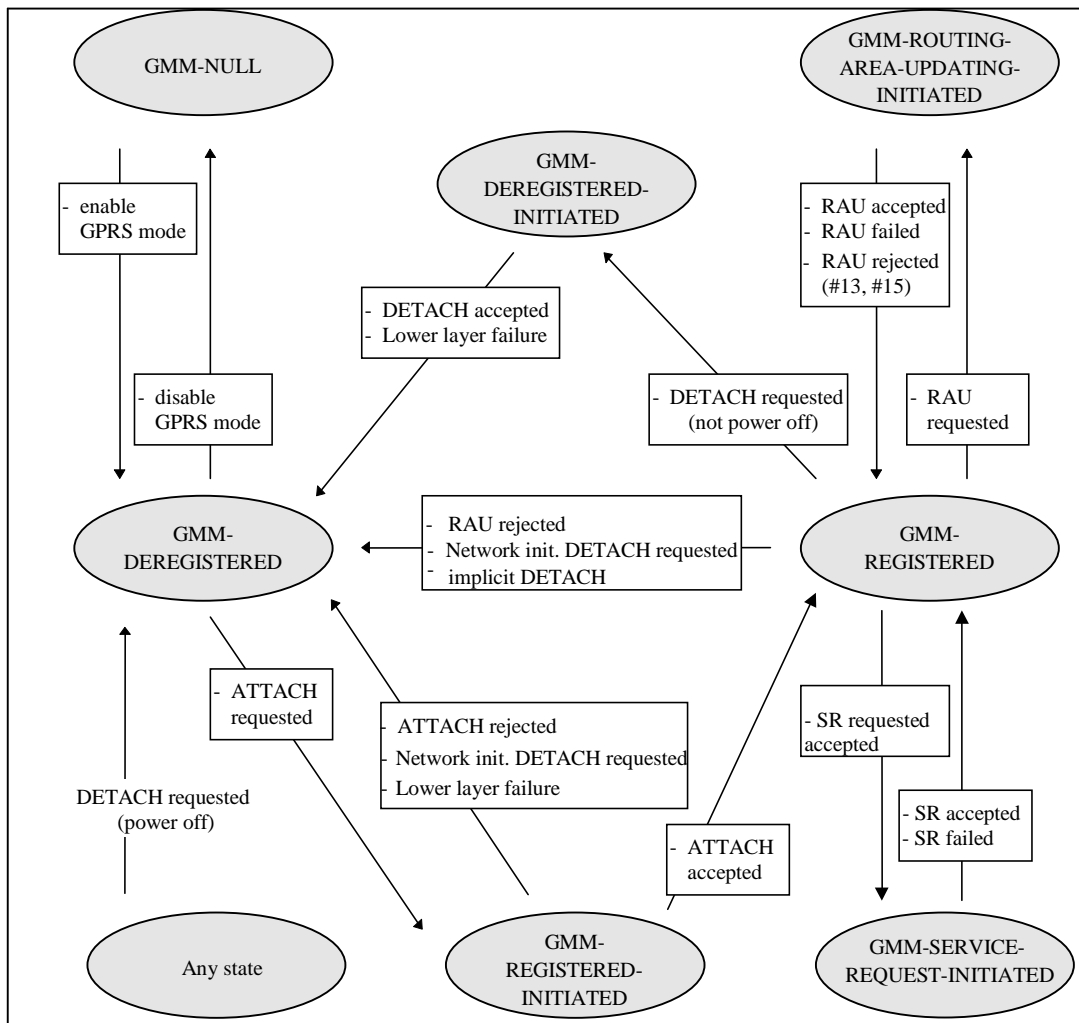 GMM-NULL
GMM-ROUTING-
AREA-UPDATING-
INITIATED
GMM-
DEREGISTERED-
INITIATED
- enable
GPRS mode
- RAU accepted
- RAU failed
- RAU rejected
(#13, #15)
- DETACH accepted
- Lower layer failure
- disable
GPRS mode
- DETACH requested
(not power off)
- RAU
requested
GMM-
DEREGISTERED
- RAU rejected
- Network init. DETACH requested
- implicit DETACH
GMM-
REGISTERED
- ATTACH
requested
- ATTACH rejected
- Network init. DETACH requested
- Lower layer failure
- SR requested
accepted
DETACH requested
(power off)
- ATTACH
accepted
- SR accepted
- SR failed
Any state
GMM-
REGISTERED-
INITIATED
GMM-SERVICE-
REQUEST-INITIATED